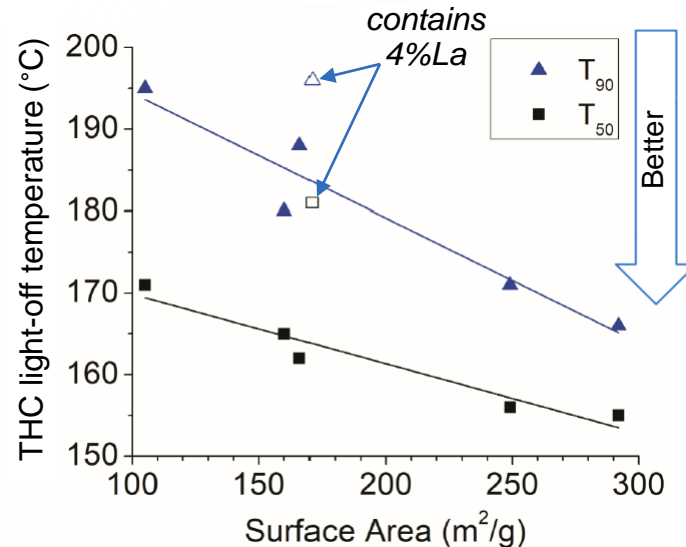 contains
4%La
T90
T50
Better
THC light-off temperature (°C)
200
190
180
170
160
150
100
150
200
250
300
Surface Area (m²/g)